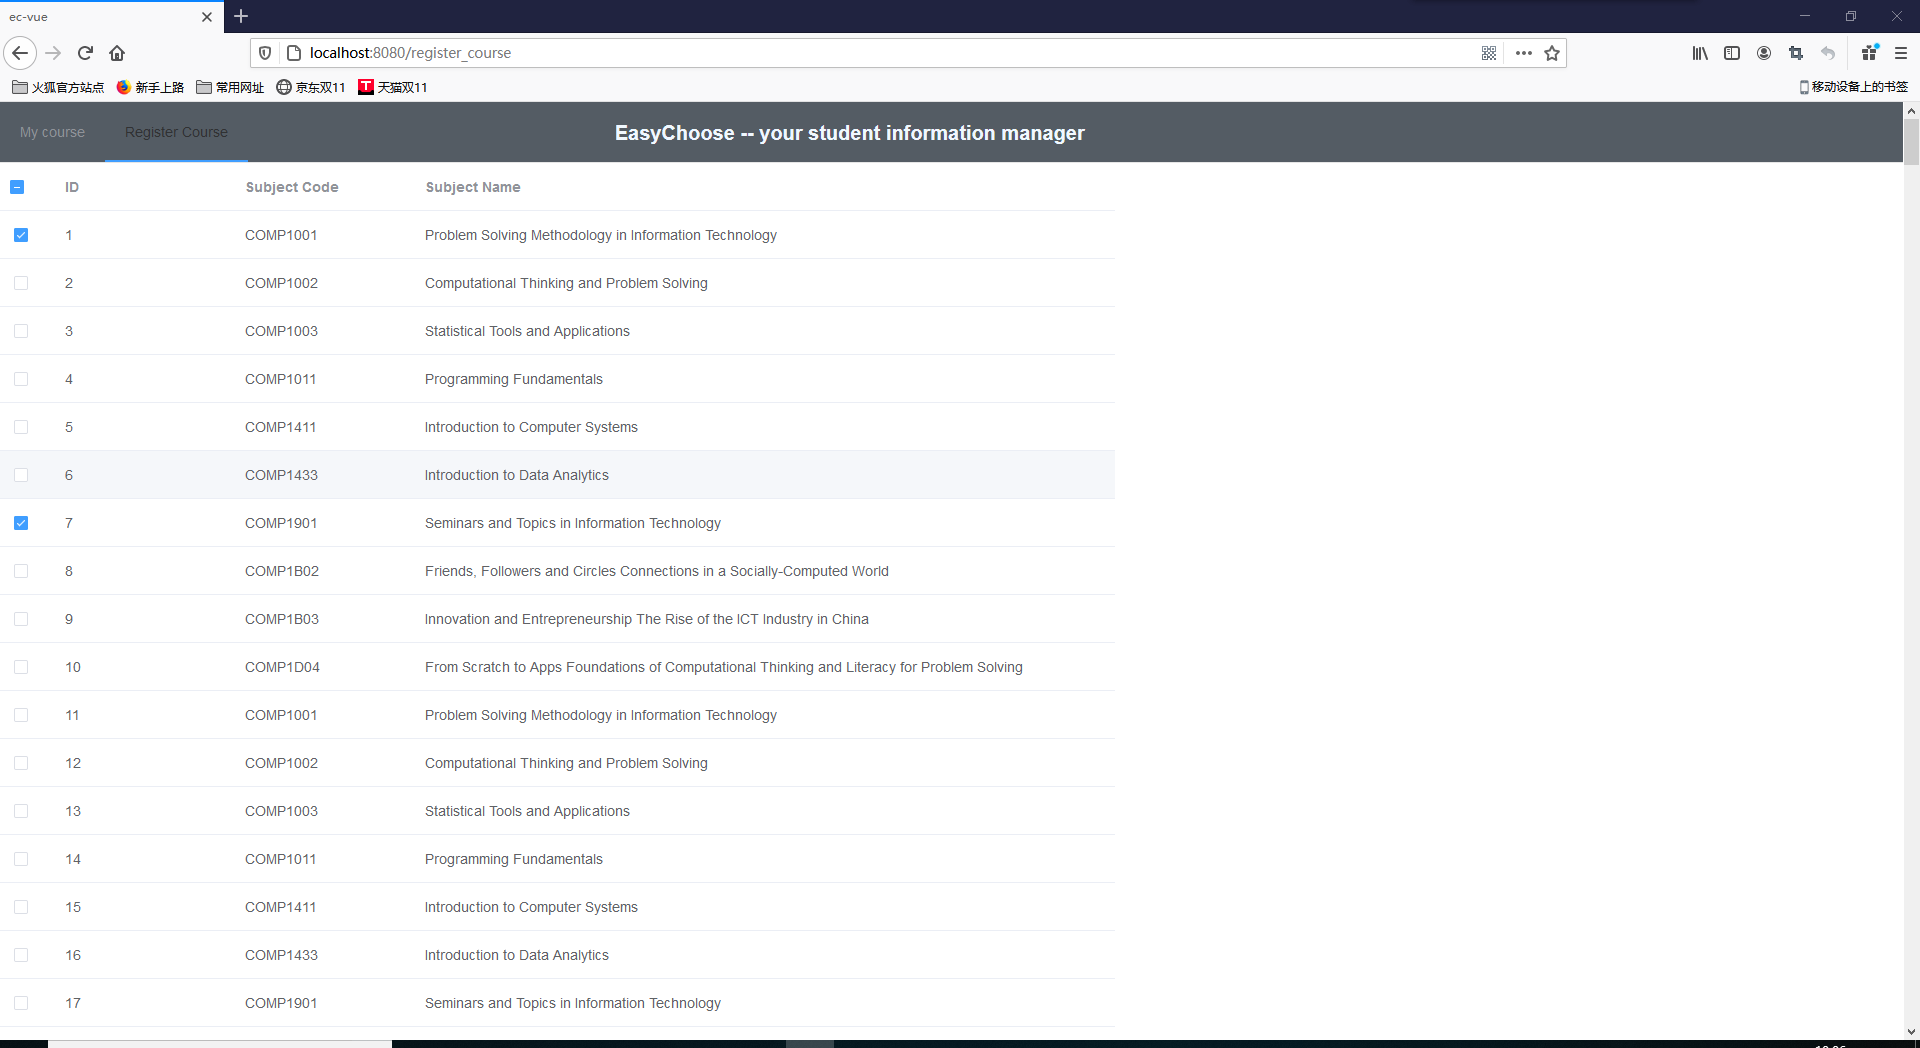 ec-vue
localhost:8080/register_course
火狐官方站点 新手上路 常用网址 京东双11 天猫双11 移动设备上的书签
My course Register Course EasyChoose -- your student information manager
ID Subject Code Subject Name
1 COMP1001 Problem Solving Methodology in Information Technology
2 COMP1002 Computational Thinking and Problem Solving
3 COMP1003 Statistical Tools and Applications
4 COMP1011 Programming Fundamentals
5 COMP1411 Introduction to Computer Systems
6 COMP1433 Introduction to Data Analytics
7 COMP1901 Seminars and Topics in Information Technology
8 COMP1B02 Friends, Followers and Circles Connections in a Socially-Computed World
9 COMP1B03 Innovation and Entrepreneurship The Rise of the ICT Industry in China
10 COMP1D04 From Scratch to Apps Foundations of Computational Thinking and Literacy for Problem Solving
11 COMP1001 Problem Solving Methodology in Information Technology
12 COMP1002 Computational Thinking and Problem Solving
13 COMP1003 Statistical Tools and Applications
14 COMP1011 Programming Fundamentals
15 COMP1411 Introduction to Computer Systems
16 COMP1433 Introduction to Data Analytics
17 COMP1901 Seminars and Topics in Information Technology